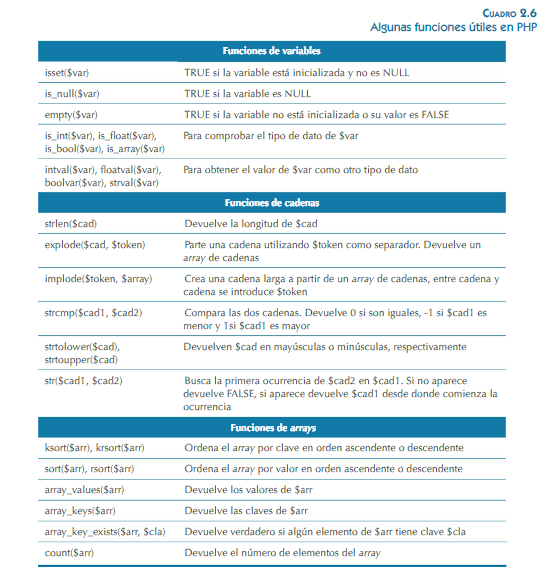 CUADRO 2.6
Algunas funciones útiles en PHP
Funciones de variables
isset($var) TRUE si la variable está inicializada y no es NULL
is_null($var) TRUE si la variable es NULL
empty($var) TRUE si la variable no está inicializada o su valor es FALSE
is_int($var), is_float($var), Para comprobar el tipo de dato de $var
is_bool($var), is_array($var)
intval($var), floatval($var), Para obtener el valor de $var como otro tipo de dato
boolvar($var), strval($var)
Funciones de cadenas
strlen($cad) Devuelve la longitud de $cad
explode($cad, $token) Parte una cadena utilizando $token como separador. Devuelve un
array de cadenas
implode($token, $array) Crea una cadena larga a partir de un array de cadenas, entre cadena y
cadena se introduce $token
strcmp($cad1, $cad2) Compara las dos cadenas. Devuelve 0 si son iguales, -1 si $cad1 es
menor y 1si $cad1 es mayor
strtolower($cad), Devuelven $cad en mayúsculas o minúsculas, respectivamente
strtoupper($cad)
str($cad1, $cad2) Busca la primera ocurrencia de $cad2 en $cad1. Si no aparece
devuelve FALSE, si aparece devuelve $cad1 desde donde comienza la
ocurrencia
Funciones de arrays
ksort($arr), krsort($arr) Ordena el array por clave en orden ascendente o descendente
sort($arr), rsort($arr) Ordena el array por valor en orden ascendente o descendente
array_values($arr) Devuelve los valores de $arr
array_keys($arr) Devuelve las claves de $arr
array_key_exists($arr, $cla) Devuelve verdadero si algún elemento de $arr tiene clave $cla
count($arr) Devuelve el número de elementos del array